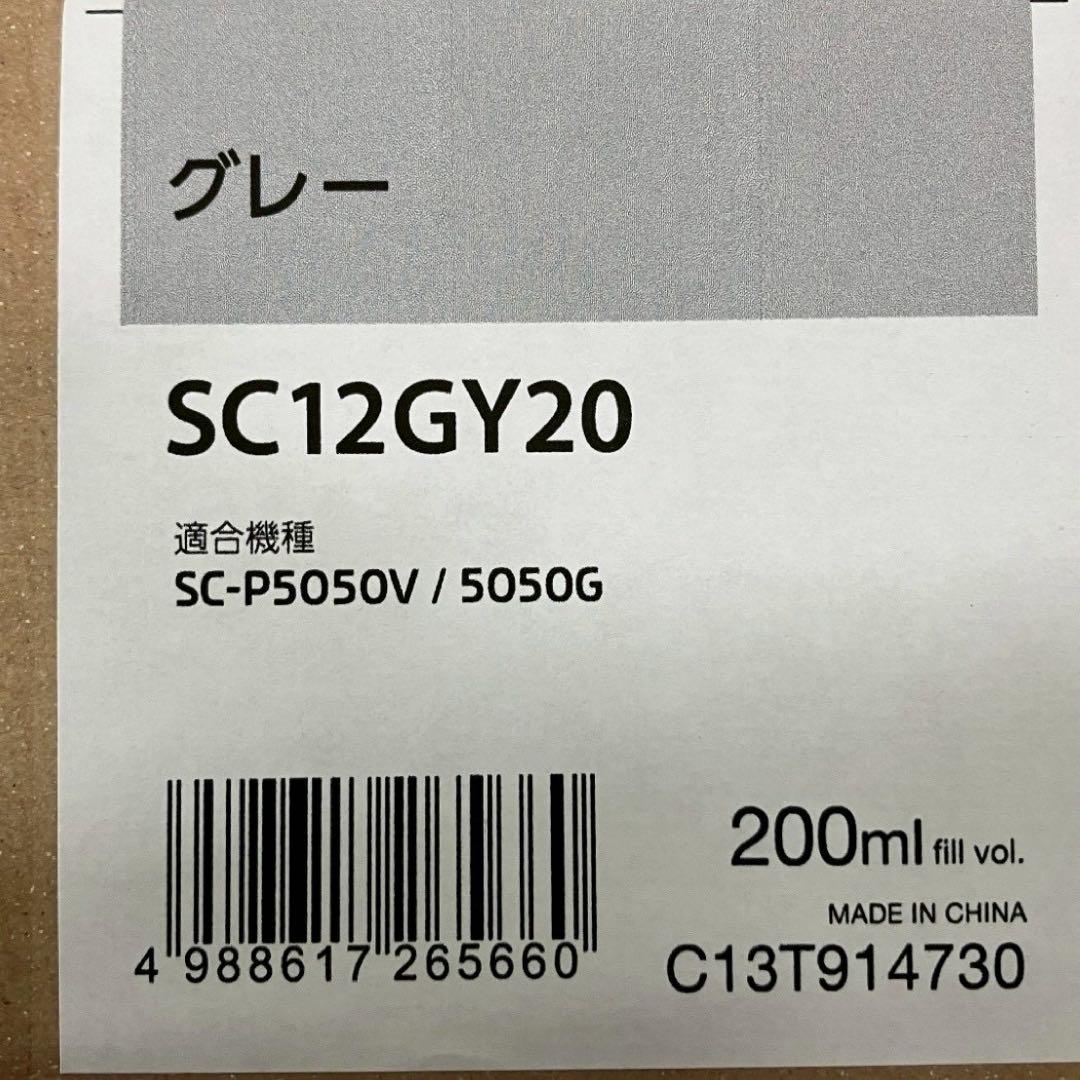 グレー
SC12GY20
適合機種
SC-P5050V / 5050G
200ml fill vol.
MADE IN CHINA
4 988617 265660
C13T914730